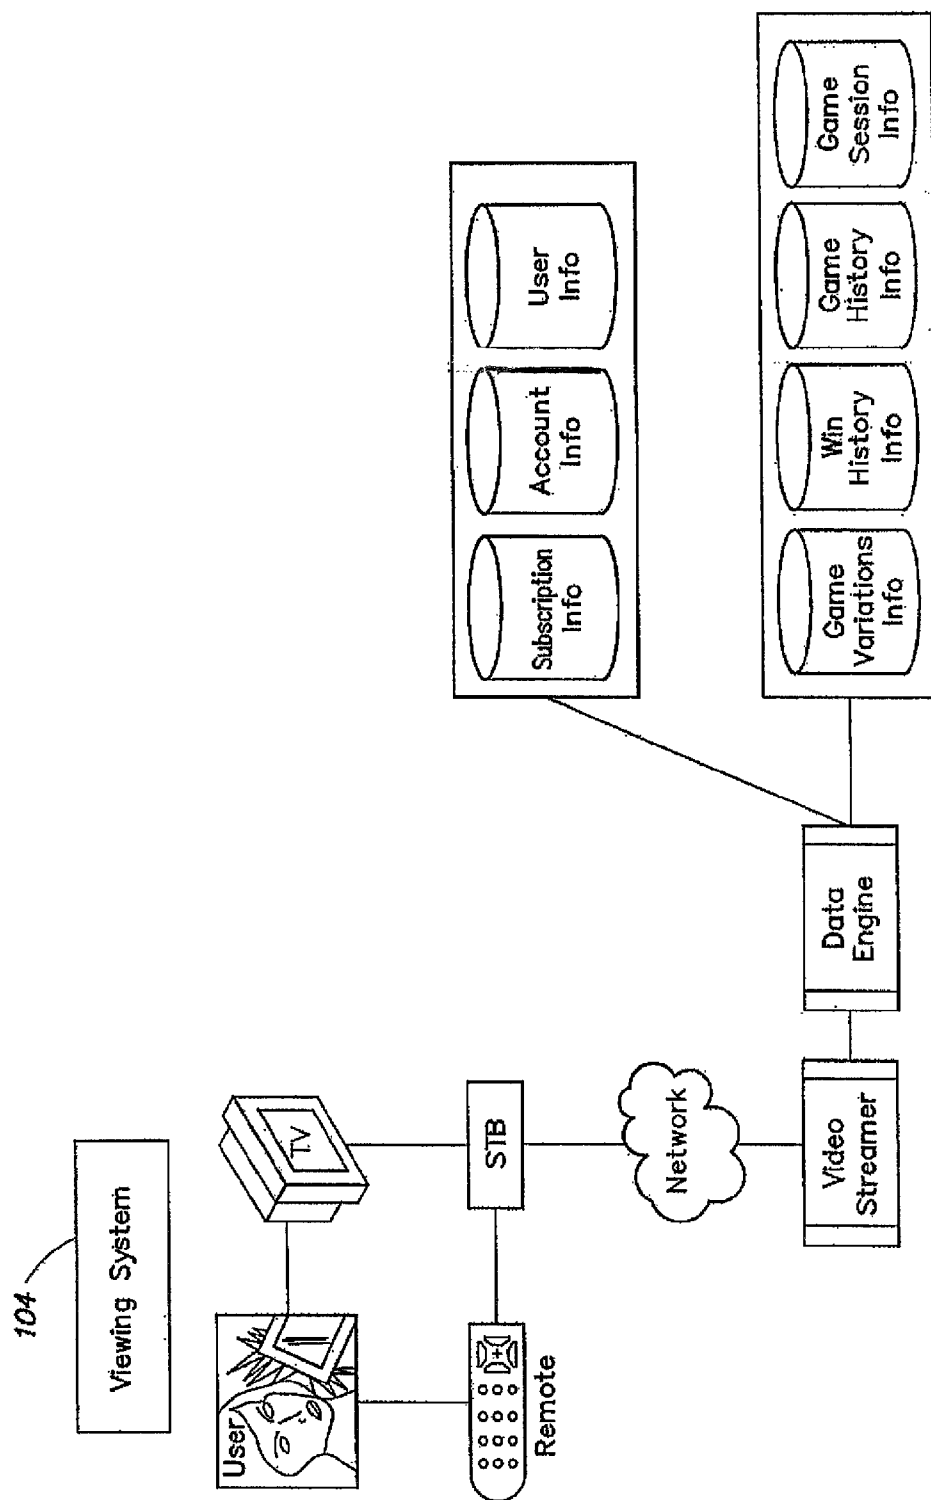 104
Viewing System
User
T.V
Remote
STB
Network
Video
Streamer
Data
Engine
Subscription
Info
Account
Info
User
Info
Game
Variations
Info
Win
History
Info
Game
History
Info
Game
Session
Info